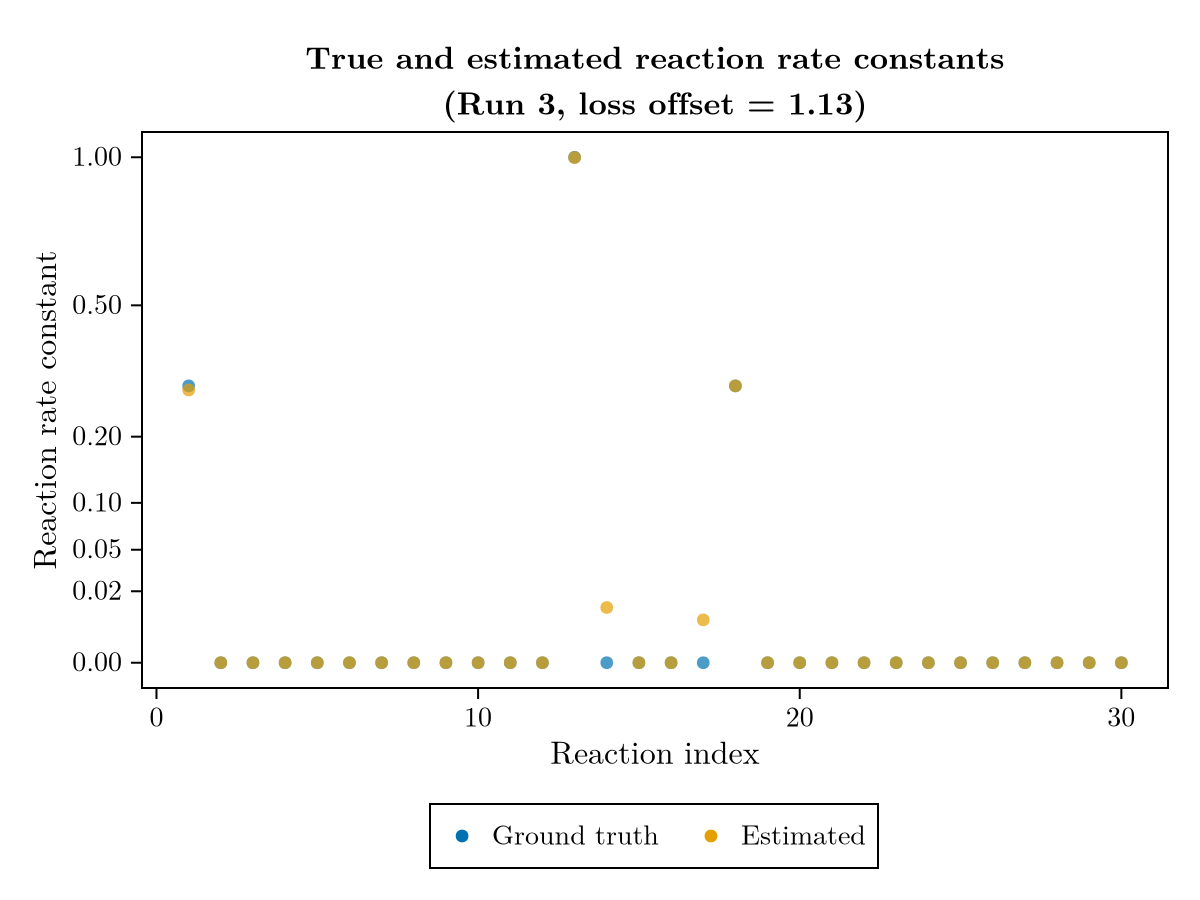 True and estimated reaction rate constants
(Run 3, loss offset = 1.13)
Reaction rate constant
1.00
0.50
0.20
0.10
0.05
0.02
0.00
0 10 20 30
Reaction index
Ground truth Estimated